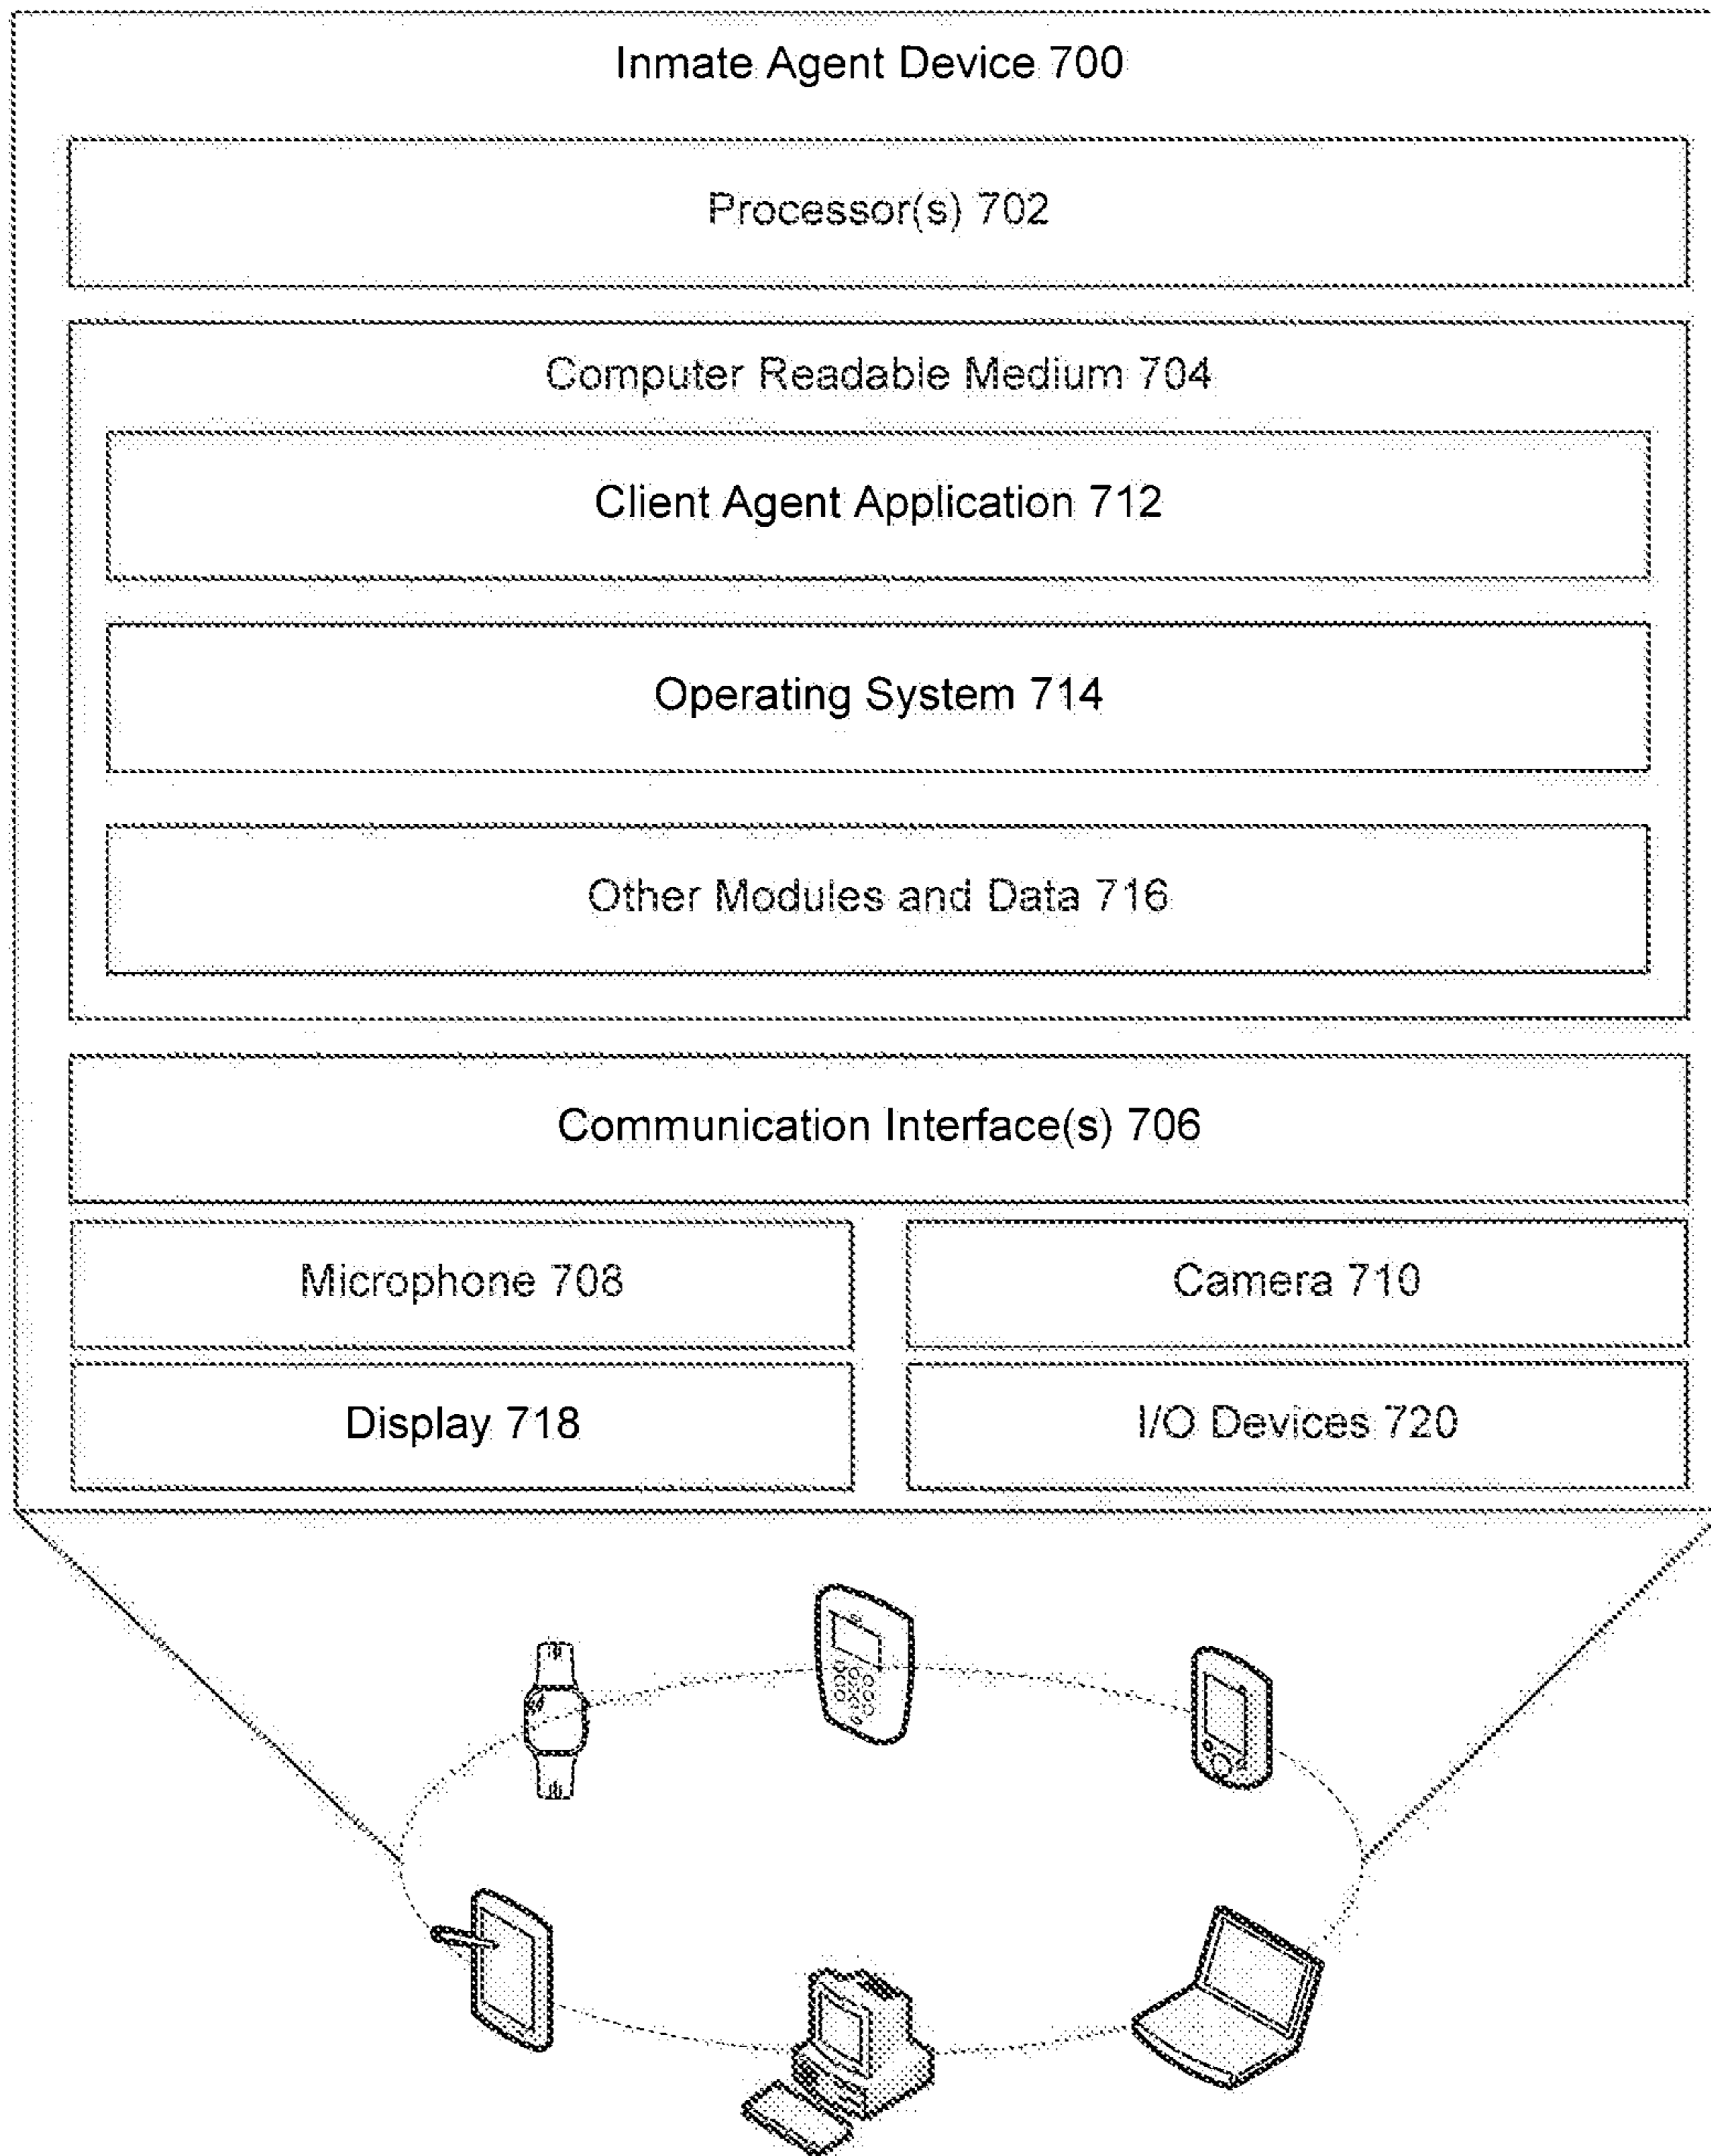 Inmate Agent Device 700
Processor(s) 702
Computer Readable Medium 704
Client Agent Application 712
Operating System 714
Other Modules and Data 716
Communication Interface(s) 706
Microphone 708
Camera 710
Display 718
I/O Devices 720